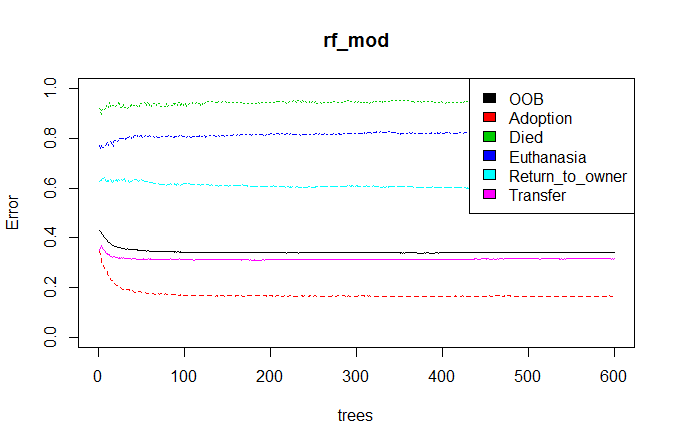 rf_mod
Error
1.0
0.8
0.6
0.4
0.2
0.0
OOB
Adoption
Died
Euthanasia
Return_to_owner
Transfer
0 100 200 300 400 500 600
trees